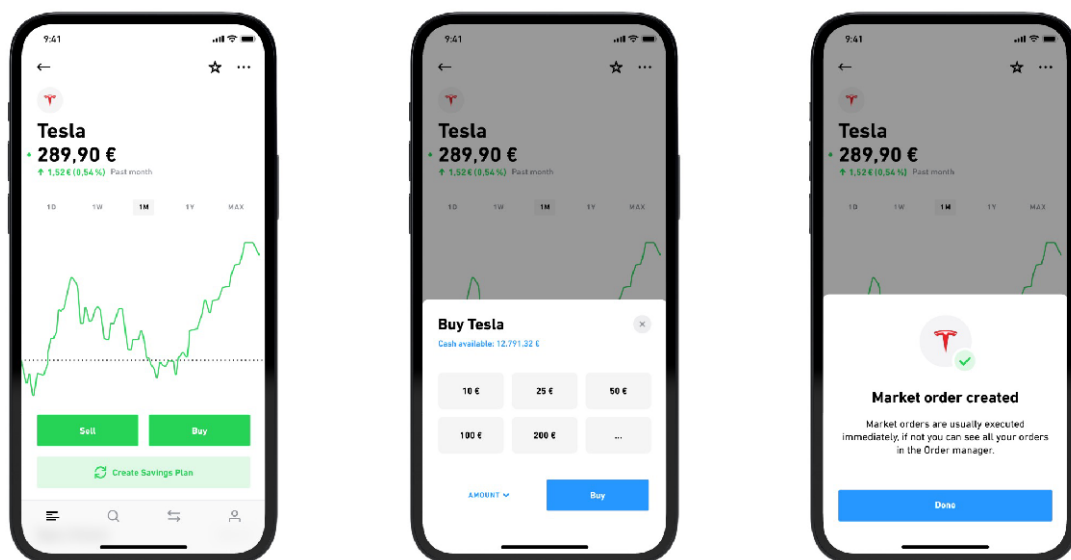 9:41
Tesla
289,90 €
↑ 1,52 € (0,54 %) Past month
1D 1W 1M 1Y MAX
Sell Buy
Create Savings Plan
9:41
Tesla
289,90 €
↑ 1,52 € (0,54 %) Past month
1D 1W 1M 1Y MAX
Buy Tesla
Cash available: 12,791.32 €
10 € 25 € 50 €
100 € 200 € ...
AMOUNT Buy
9:41
Tesla
289,90 €
↑ 1,52 € (0,54 %) Past month
1D 1W 1M 1Y MAX
Market order created
Market orders are usually executed
immediately, if not you can see all your orders
in the Order manager.
Done